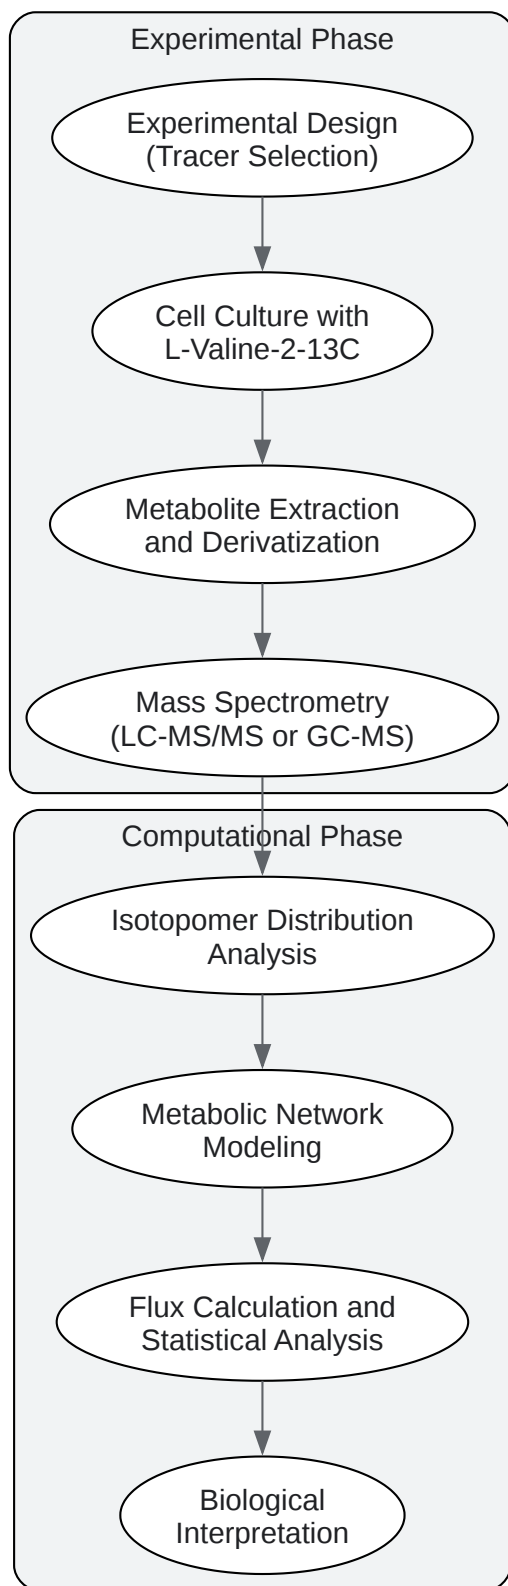 Experimental Phase
Experimental Design
(Tracer Selection)
Cell Culture with
L-Valine-2-13C
Metabolite Extraction
and Derivatization
Mass Spectrometry
(LC-MS/MS or GC-MS)
Computational Phase
Isotopomer Distribution
Analysis
Metabolic Network
Modeling
Flux Calculation and
Statistical Analysis
Biological
Interpretation